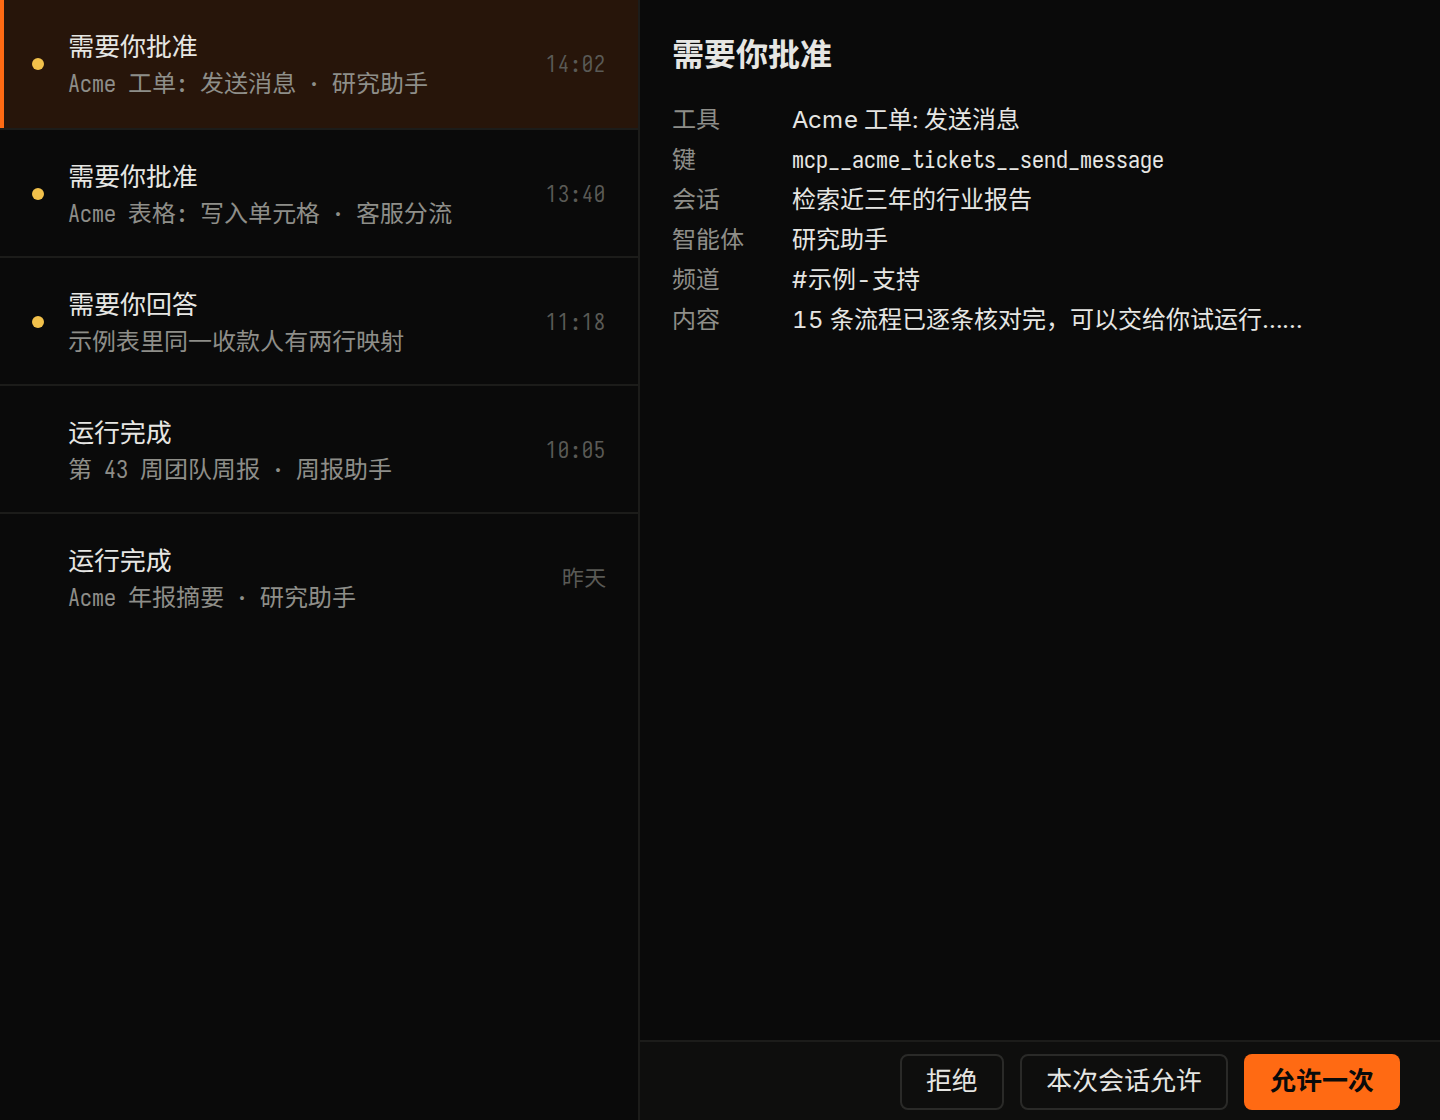 需要你批准
Acme 工单: 发送消息 · 研究助手
14:02
需要你批准
Acme 表格: 写入单元格 · 客服分流
13:40
需要你回答
示例表里同一收款人有两行映射
11:18
运行完成
第 43 周团队周报 · 周报助手
10:05
运行完成
Acme 年报摘要 · 研究助手
昨天
需要你批准
工具 Acme 工单: 发送消息
键 mcp__acme_tickets__send_message
会话 检索近三年的行业报告
智能体 研究助手
频道 #示例-支持
内容 15 条流程已逐条核对完，可以交给你试运行……
拒绝
本次会话允许
允许一次